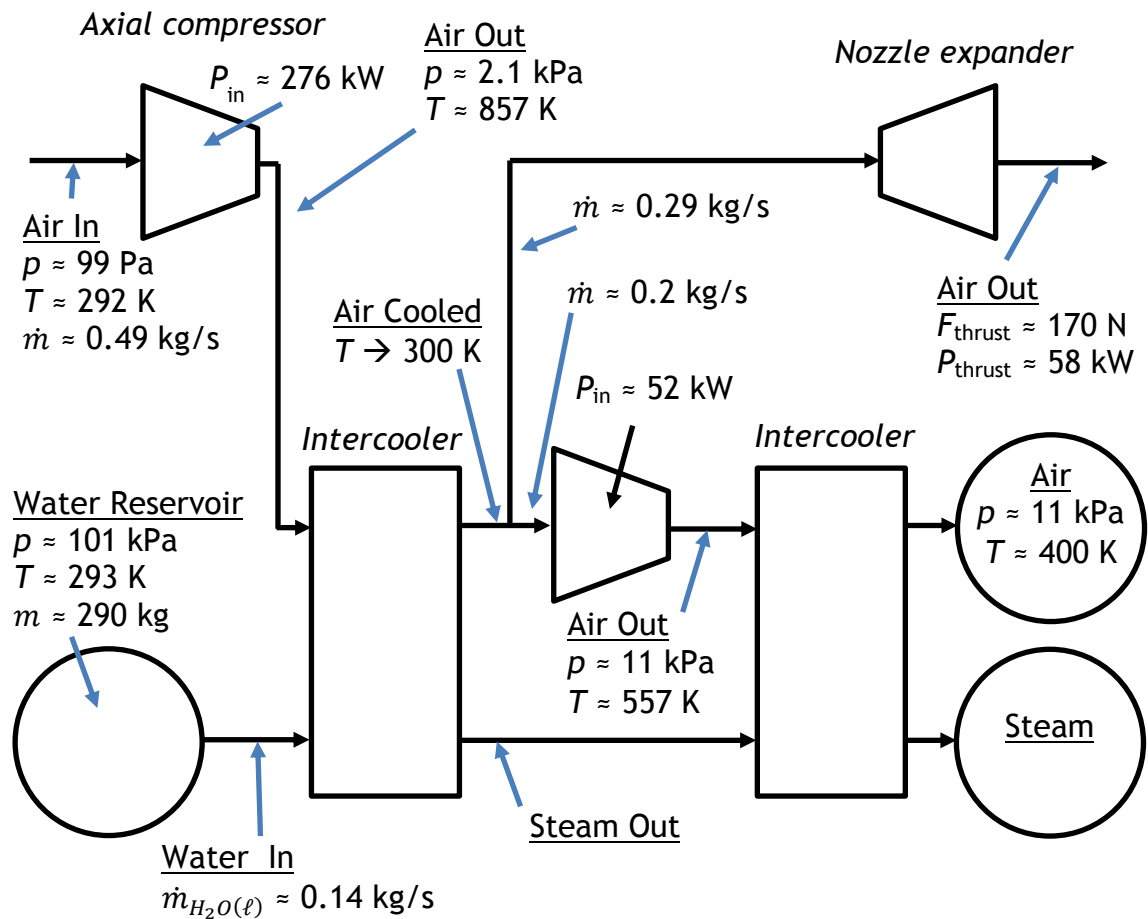 Axial compressor
P_in ≈ 276 kW
Air Out
p ≈ 2.1 kPa
T ≈ 857 K
Nozzle expander
Air In
p ≈ 99 Pa
T ≈ 292 K
ṁ ≈ 0.49 kg/s
ṁ ≈ 0.29 kg/s
ṁ ≈ 0.2 kg/s
Air Cooled
T → 300 K
Air Out
F_thrust ≈ 170 N
P_thrust ≈ 58 kW
P_in ≈ 52 kW
Intercooler
Intercooler
Water Reservoir
p ≈ 101 kPa
T ≈ 293 K
m ≈ 290 kg
Air
p ≈ 11 kPa
T ≈ 400 K
Air Out
p ≈ 11 kPa
T ≈ 557 K
Steam
Steam Out
Water In
ṁ_H₂O(ℓ) ≈ 0.14 kg/s